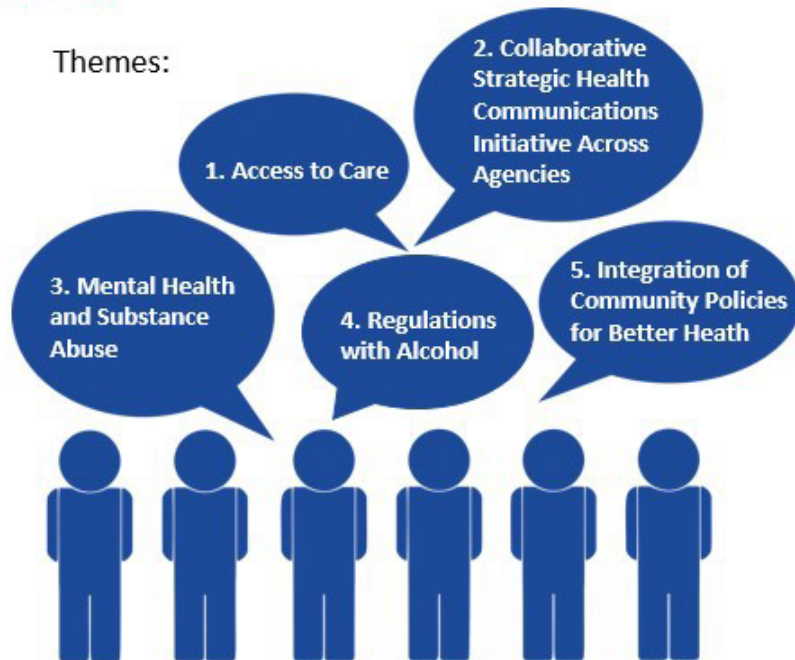 Themes:
1. Access to Care
2. Collaborative
Strategic Health
Communications
Initiative Across
Agencies
3. Mental Health
and Substance
Abuse
4. Regulations
with Alcohol
5. Integration of
Community Policies
for Better Heath